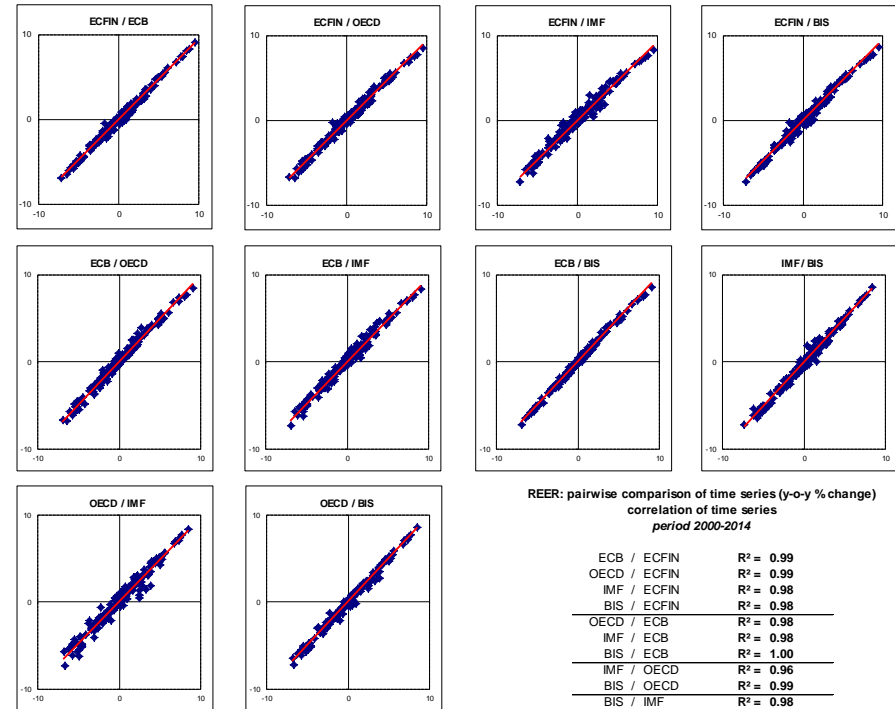 ECFIN / ECB
10
0
-10
-10
0
10
ECFIN / OECD
10
0
-10
-10
0
10
ECFIN / IMF
10
0
-10
-10
0
10
ECFIN / BIS
10
0
-10
-10
0
10
ECB / OECD
10
0
-10
-10
0
10
ECB / IMF
10
0
-10
-10
0
10
ECB / BIS
10
0
-10
-10
0
10
IMF / BIS
10
0
-10
-10
0
10
OECD / IMF
10
0
-10
-10
0
10
OECD / BIS
10
0
-10
-10
0
10
REER: pairwise comparison of time series (y-o-y % change)
correlation of time series
period 2000-2014
ECB / ECFIN R² = 0.99
OECD / ECFIN R² = 0.99
IMF / ECFIN R² = 0.98
BIS / ECFIN R² = 0.98
OECD / ECB R² = 0.98
IMF / ECB R² = 0.98
BIS / ECB R² = 1.00
IMF / OECD R² = 0.96
BIS / OECD R² = 0.99
BIS / IMF R² = 0.98